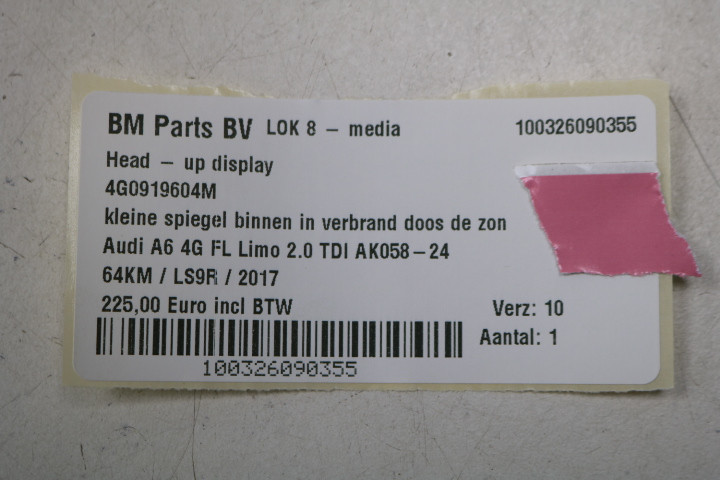 BM Parts BV LOK 8 - media 100326090355
Head - up display
4G0919604M
kleine spiegel binnen in verbrand doos de zon
Audi A6 4G FL Limo 2.0 TDI AK058-24
64KM / LS9R / 2017
225,00 Euro incl BTW Verz: 10
Aantal: 1
100326090355